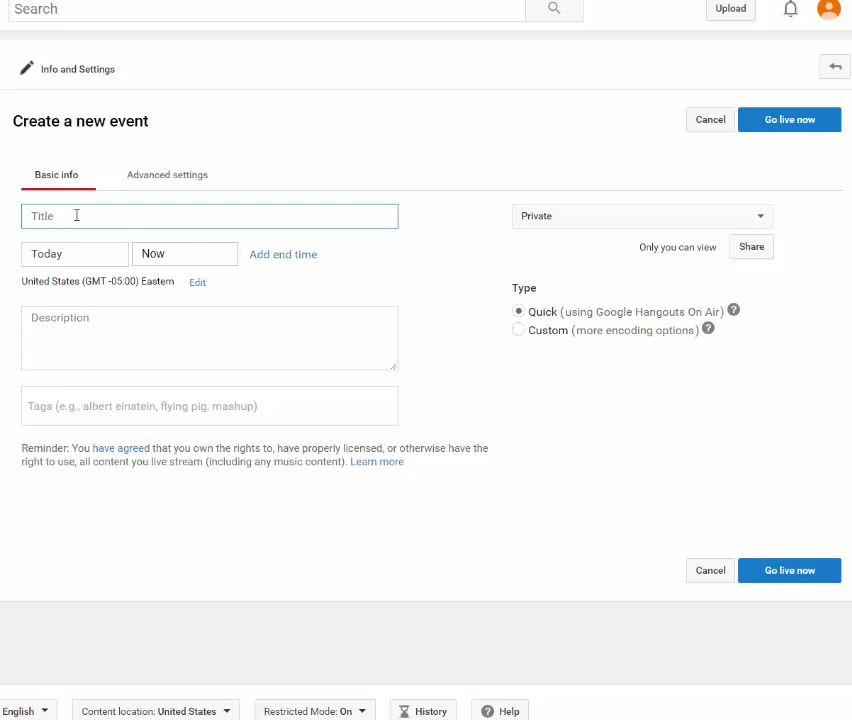 Search
Upload
Info and Settings
Create a new event
Cancel
Go live now
Basic info
Advanced settings
Title
Private
Today
Now
Add end time
Only you can view
Share
United States (GMT -05:00) Eastern
Edit
Type
Quick (using Google Hangouts On Air) ?
Custom (more encoding options) ?
Description
Tags (e.g., albert einstein, flying pig, mashup)
Reminder: You have agreed that you own the rights to, have properly licensed, or otherwise have the
right to use, all content you live stream (including any music content). Learn more
Cancel
Go live now
English
Content location: United States
Restricted Mode: On
History
? Help